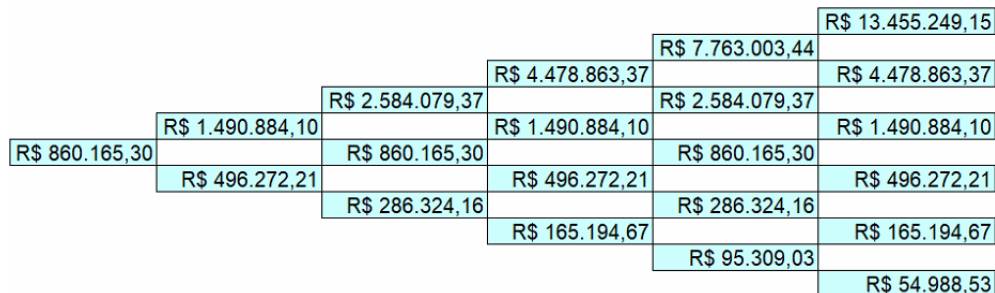 R$ 13.455.249,15
R$ 7.763.003,44
R$ 4.478.863,37 R$ 4.478.863,37
R$ 2.584.079,37 R$ 2.584.079,37
R$ 1.490.884,10 R$ 1.490.884,10 R$ 1.490.884,10
R$ 860.165,30 R$ 860.165,30 R$ 860.165,30
R$ 496.272,21 R$ 496.272,21 R$ 496.272,21
R$ 286.324,16 R$ 286.324,16
R$ 165.194,67 R$ 165.194,67
R$ 95.309,03
R$ 54.988,53